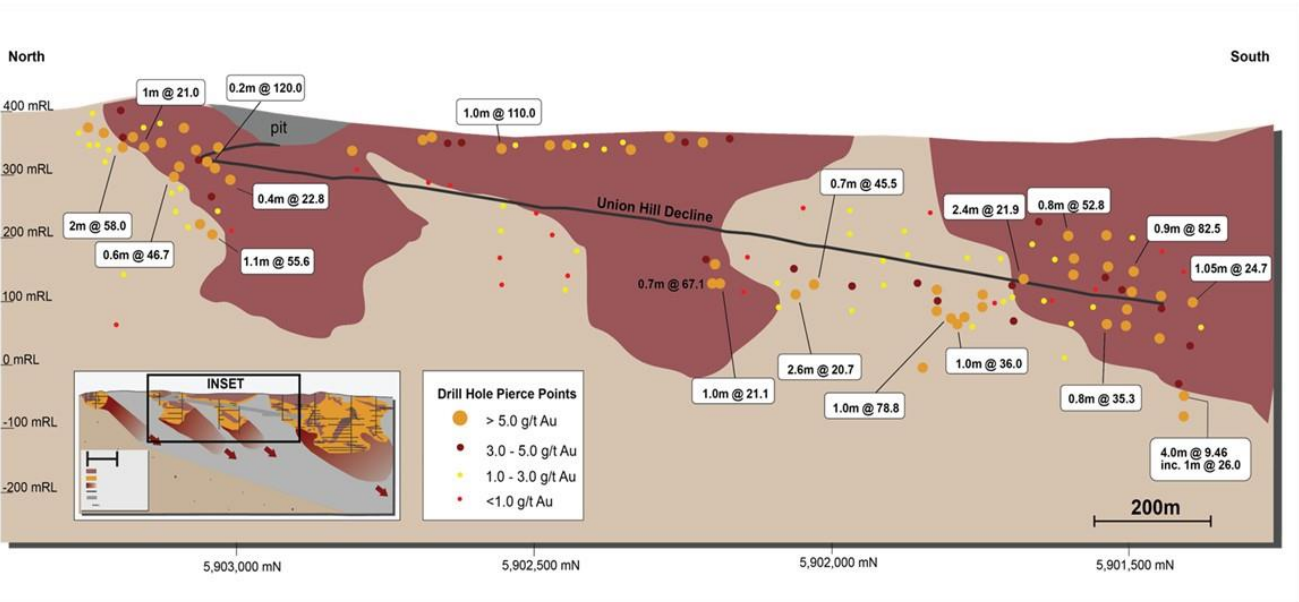 North
South
400 mRL
300 mRL
200 mRL
100 mRL
0 mRL
-100 mRL
-200 mRL
1m @ 21.0
0.2m @ 120.0
pit
1.0m @ 110.0
0.4m @ 22.8
2m @ 58.0
0.6m @ 46.7
1.1m @ 55.6
Union Hill Decline
0.7m @ 45.5
2.4m @ 21.9
0.8m @ 52.8
0.9m @ 82.5
1.05m @ 24.7
0.7m @ 67.1
1.0m @ 21.1
2.6m @ 20.7
1.0m @ 78.8
1.0m @ 36.0
0.8m @ 35.3
4.0m @ 9.46
inc. 1m @ 26.0
INSET
Drill Hole Pierce Points
> 5.0 g/t Au
3.0 - 5.0 g/t Au
1.0 - 3.0 g/t Au
<1.0 g/t Au
200m
5,903,000 mN
5,902,500 mN
5,902,000 mN
5,901,500 mN